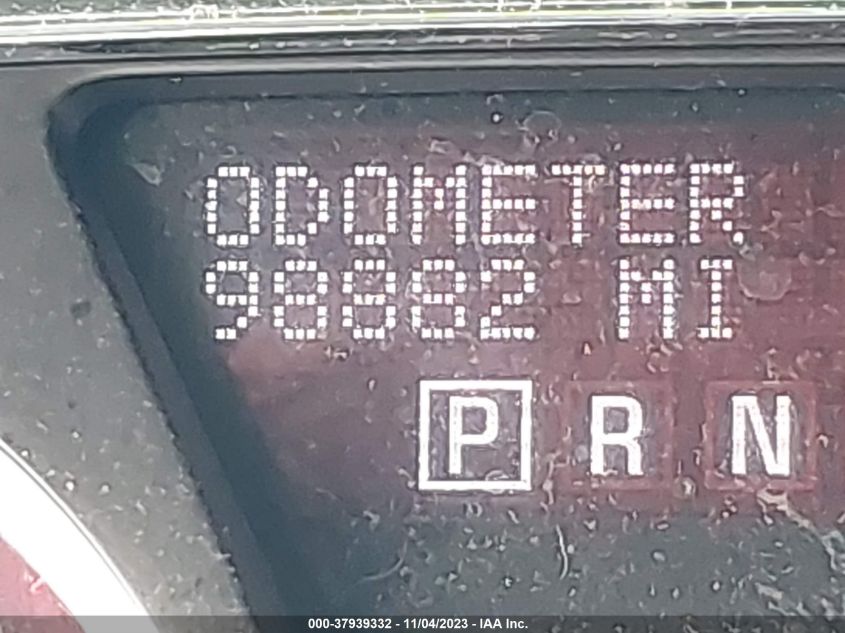 ODOMETER
98882 MI
P R N
000-37939332 - 11/04/2023 - IAA Inc.